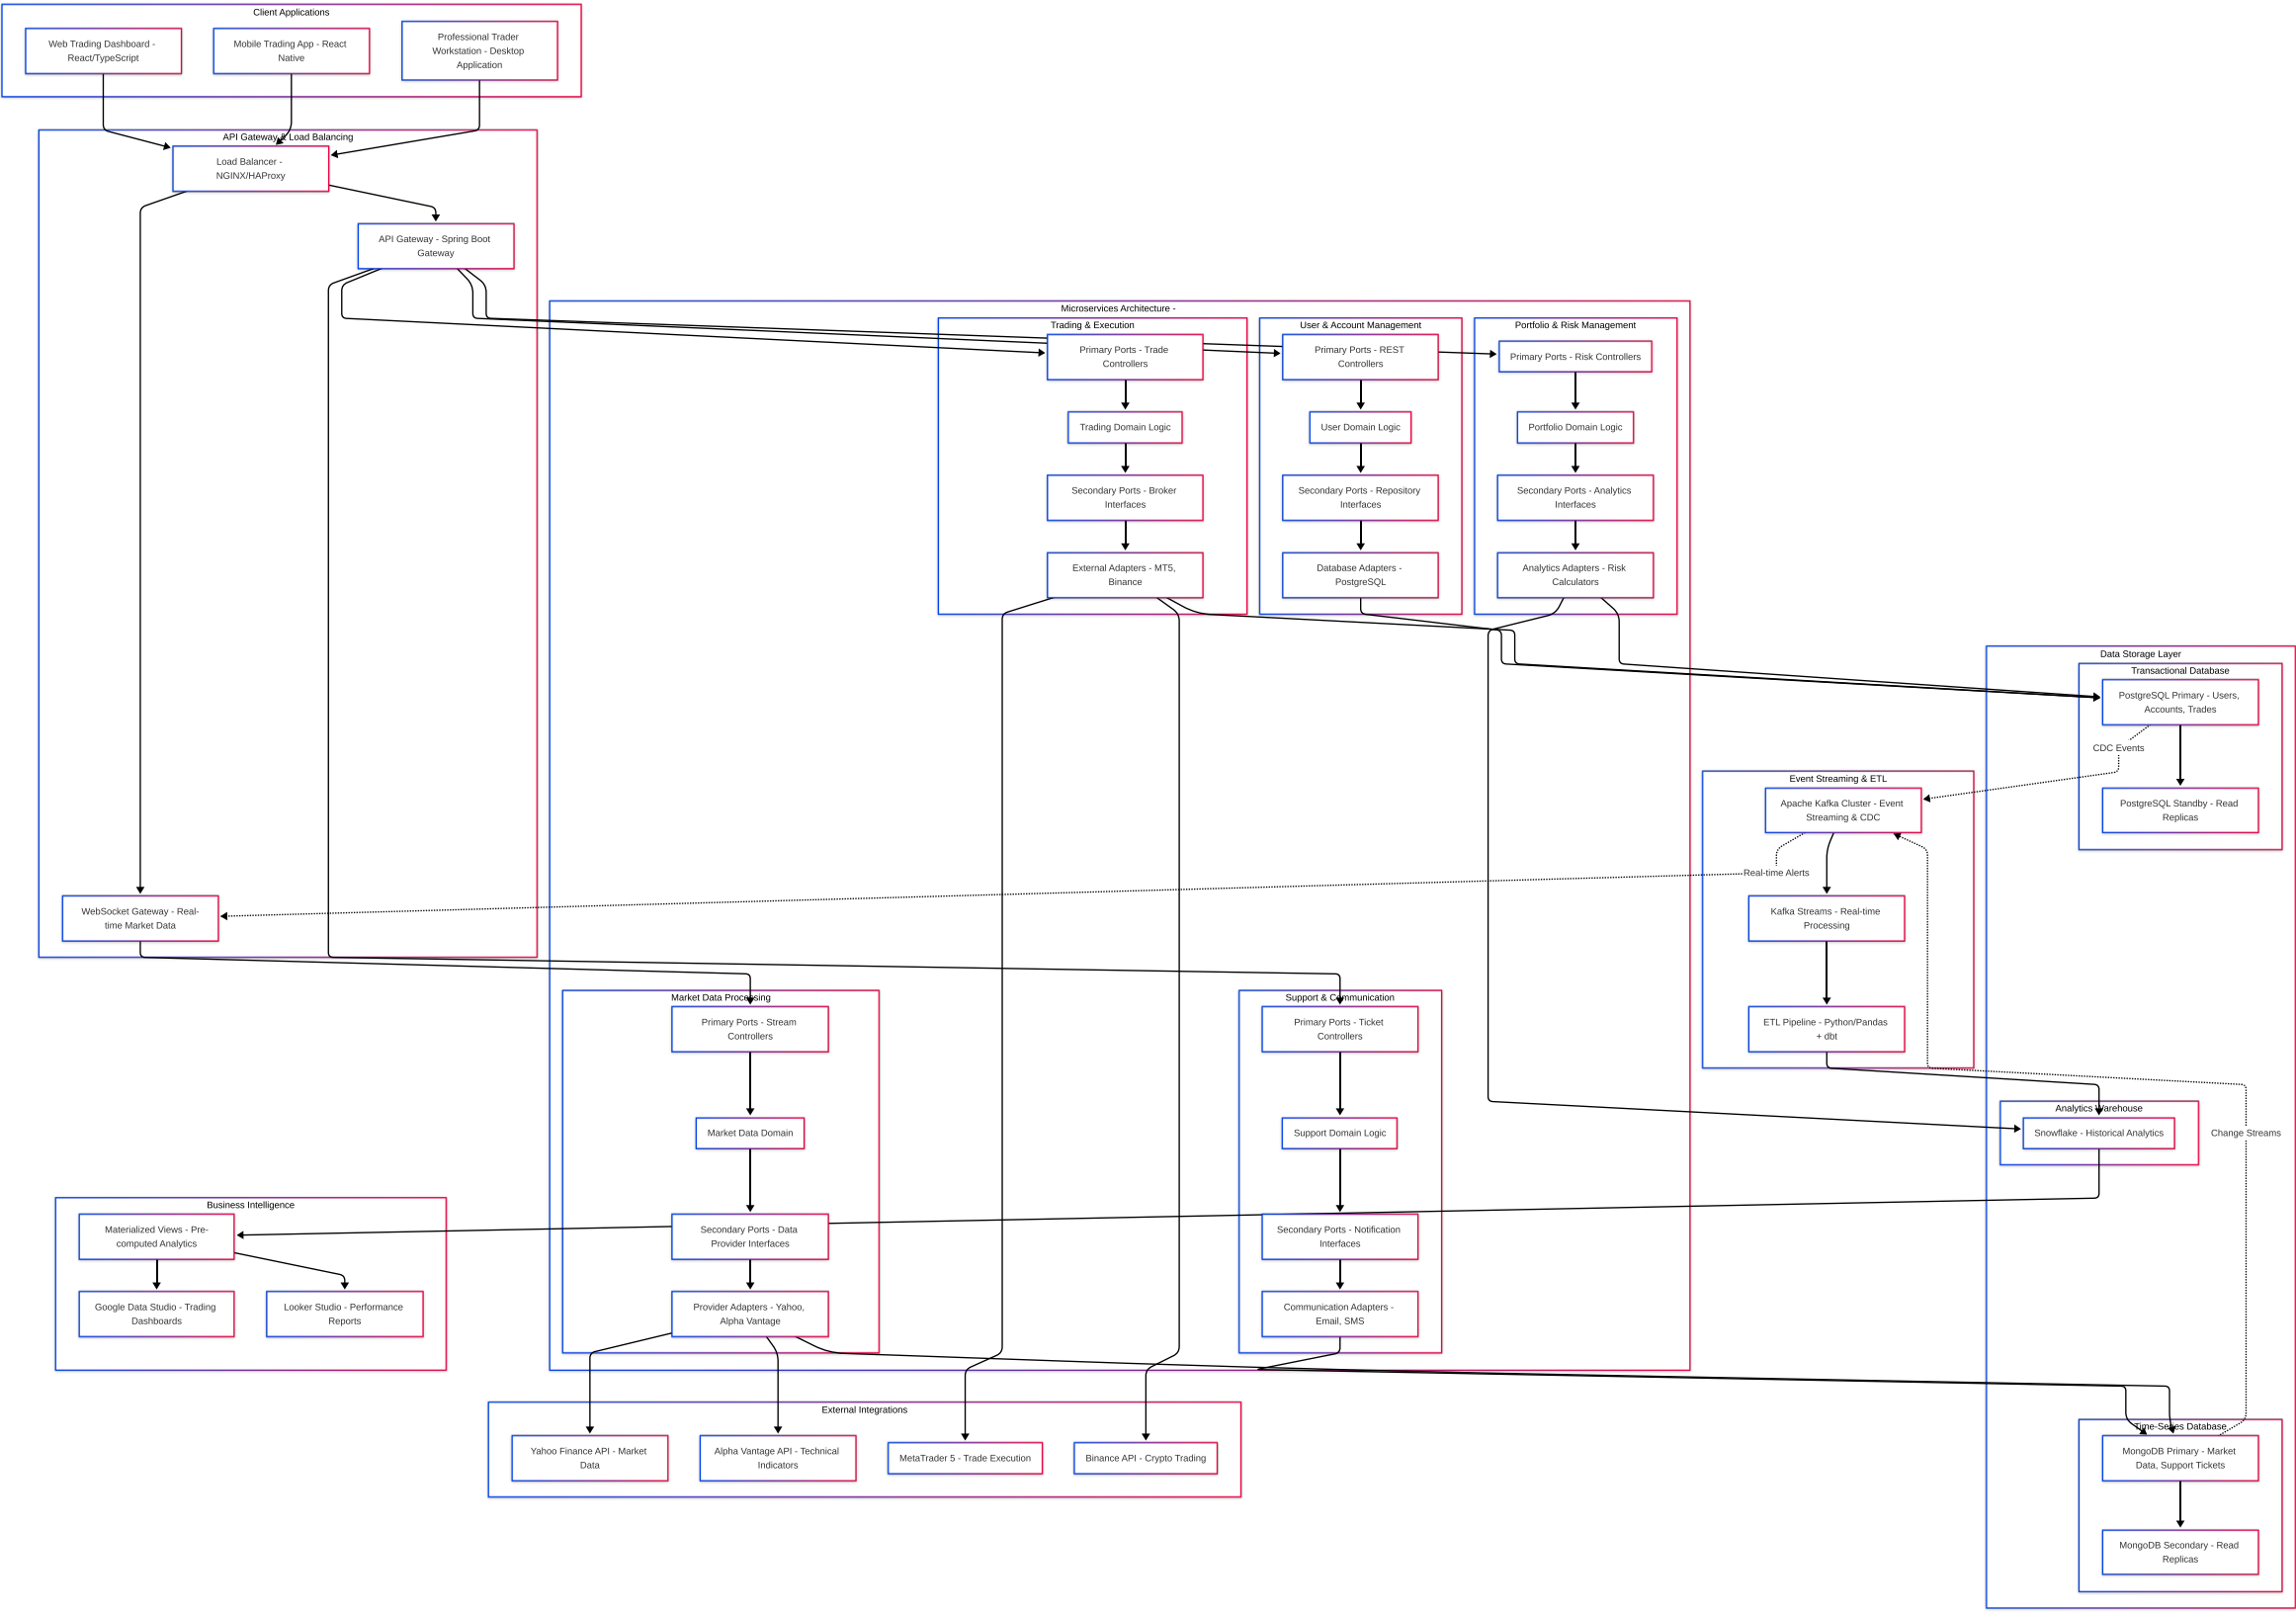 Client Applications
Web Trading Dashboard -
React/TypeScript
Mobile Trading App - React
Native
Professional Trader
Workstation - Desktop
Application
API Gateway & Load Balancing
Load Balancer -
NGINX/HAProxy
API Gateway - Spring Boot
Gateway
WebSocket Gateway - Real-
time Market Data
Microservices Architecture -
Trading & Execution
Primary Ports - Trade
Controllers
Trading Domain Logic
Secondary Ports - Broker
Interfaces
External Adapters - MT5,
Binance
User & Account Management
Primary Ports - REST
Controllers
User Domain Logic
Secondary Ports - Repository
Interfaces
Database Adapters -
PostgreSQL
Portfolio & Risk Management
Primary Ports - Risk Controllers
Portfolio Domain Logic
Secondary Ports - Analytics
Interfaces
Analytics Adapters - Risk
Calculators
Data Storage Layer
Transactional Database
PostgreSQL Primary - Users,
Accounts, Trades
CDC Events
PostgreSQL Standby - Read
Replicas
Event Streaming & ETL
Apache Kafka Cluster - Event
Streaming & CDC
Real-time Alerts
Kafka Streams - Real-time
Processing
ETL Pipeline - Python/Pandas
+ dbt
Market Data Processing
Primary Ports - Stream
Controllers
Market Data Domain
Secondary Ports - Data
Provider Interfaces
Provider Adapters - Yahoo,
Alpha Vantage
Support & Communication
Primary Ports - Ticket
Controllers
Support Domain Logic
Secondary Ports - Notification
Interfaces
Communication Adapters -
Email, SMS
Analytics Warehouse
Snowflake - Historical Analytics
Change Streams
Business Intelligence
Materialized Views - Pre-
computed Analytics
Google Data Studio - Trading
Dashboards
Looker Studio - Performance
Reports
External Integrations
Yahoo Finance API - Market
Data
Alpha Vantage API - Technical
Indicators
MetaTrader 5 - Trade Execution
Binance API - Crypto Trading
Time-Series Database
MongoDB Primary - Market
Data, Support Tickets
MongoDB Secondary - Read
Replicas